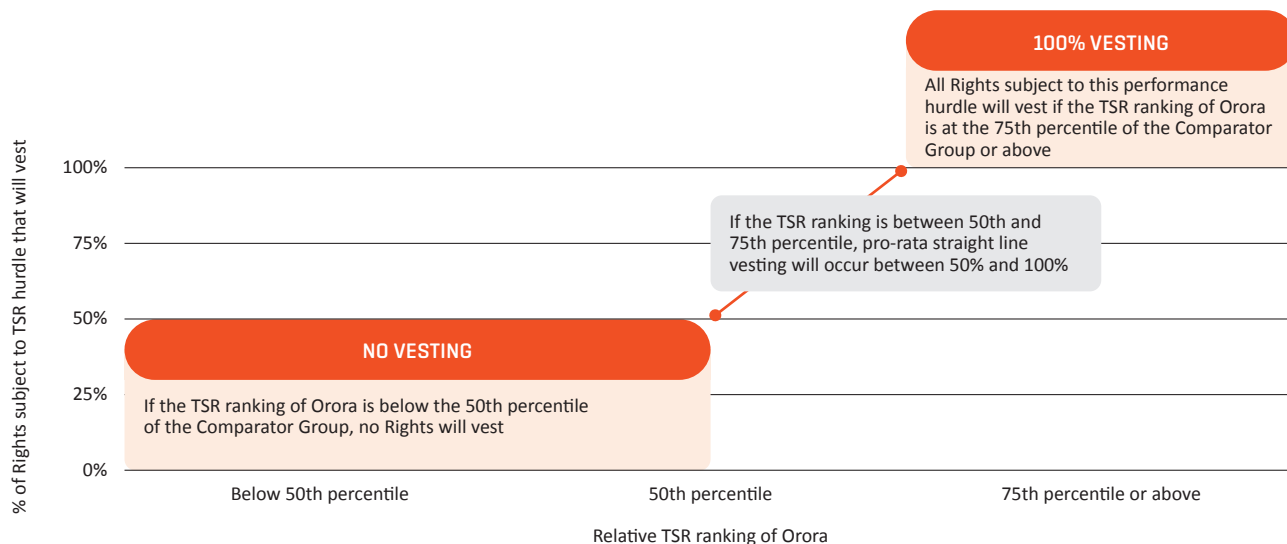 100% VESTING
All Rights subject to this performance
hurdle will vest if the TSR ranking of Orora
is at the 75th percentile of the Comparator
Group or above
% of Rights subject to TSR hurdle that will vest
100%
If the TSR ranking is between 50th and
75th percentile, pro-rata straight line
vesting will occur between 50% and 100%
75%
50%
NO VESTING
25%
If the TSR ranking of Orora is below the 50th percentile
of the Comparator Group, no Rights will vest
0%
Below 50th percentile
50th percentile
75th percentile or above
Relative TSR ranking of Orora